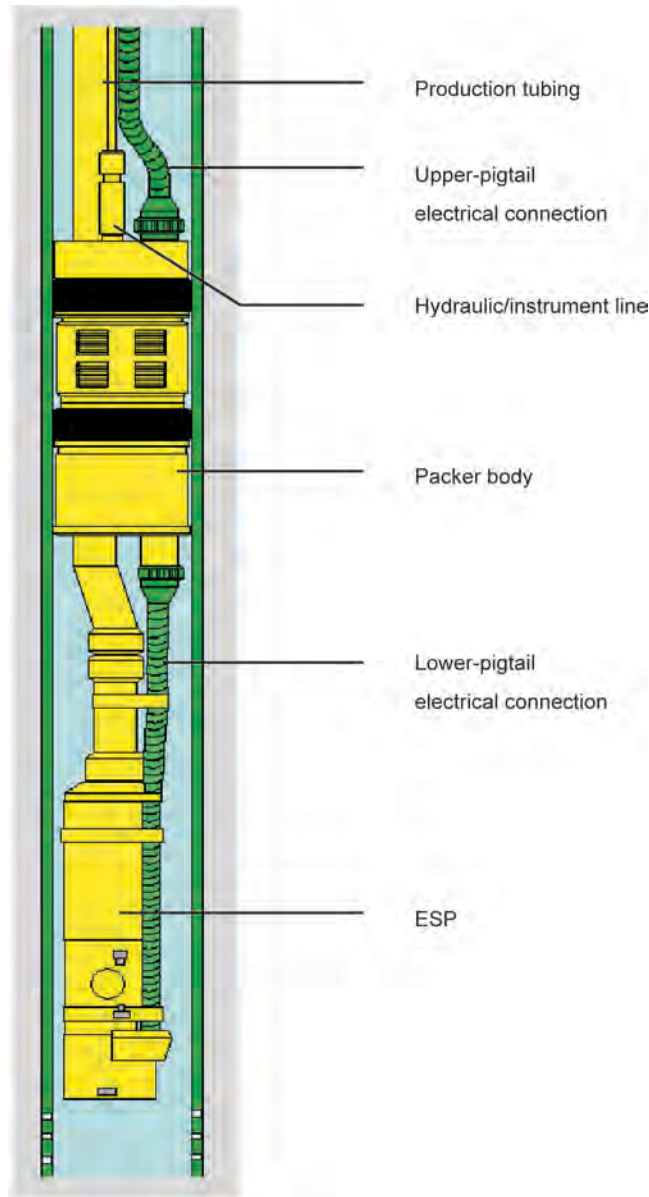 Production tubing
Upper-pigtail
electrical connection
Hydraulic/instrument line
Packer body
Lower-pigtail
electrical connection
ESP